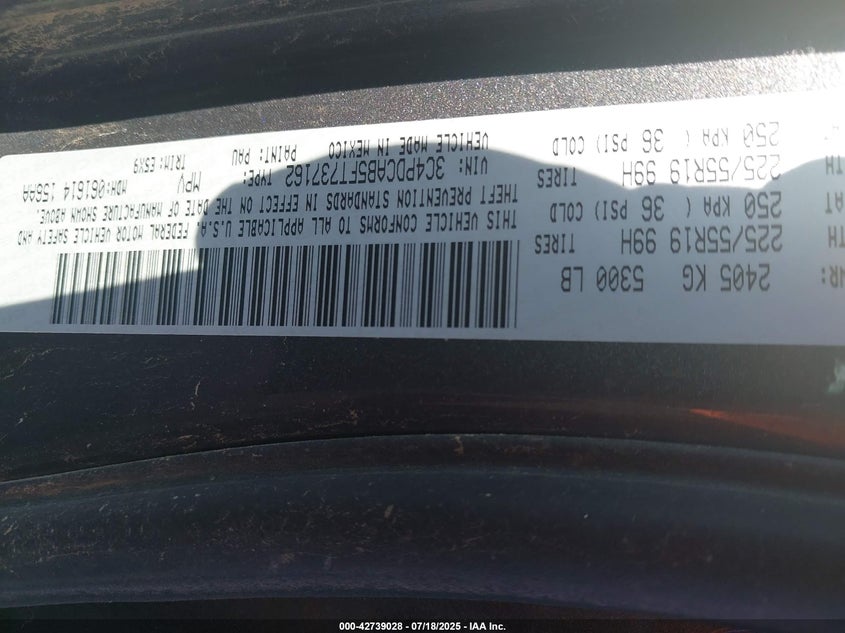 2405 KG 5300 LB
225/55R19 99H TIRES
250 KPA ( 36 PSI) COLD
225/55R19 99H TIRES
250 KPA ( 36 PSI) COLD
THIS VEHICLE CONFORMS TO ALL APPLICABLE U.S.A. FEDERAL MOTOR VEHICLE SAFETY AND
THEFT PREVENTION STANDARDS IN EFFECT ON THE DATE OF MANUFACTURE SHOWN ABOVE.
VIN: 3C4PDCAB5FT737162 TYPE: MPV MDH:061614
VEHICLE MADE IN MEXICO PAINT: PAU TRIM: ESX9
000-42739028 - 07/18/2025 - IAA Inc.